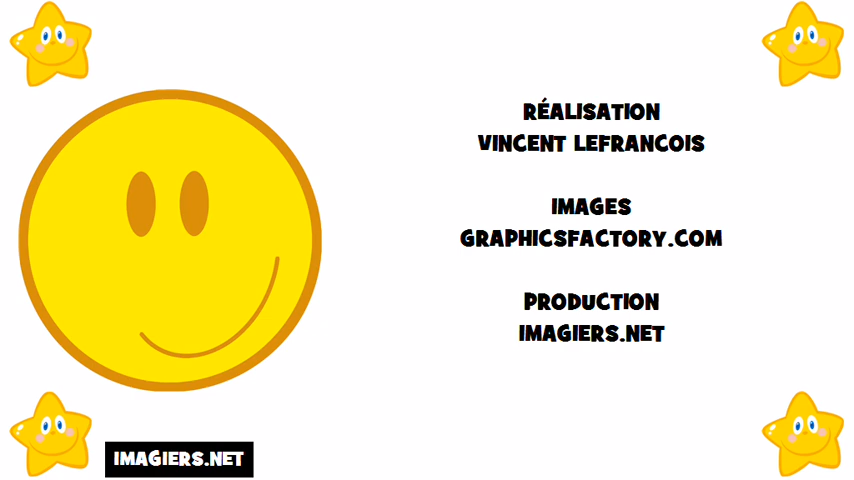 RÉALISATION
VINCENT LEFRANCOIS
IMAGES
GRAPHICSFACTORY.COM
PRODUCTION
IMAGIERS.NET
IMAGIERS.NET